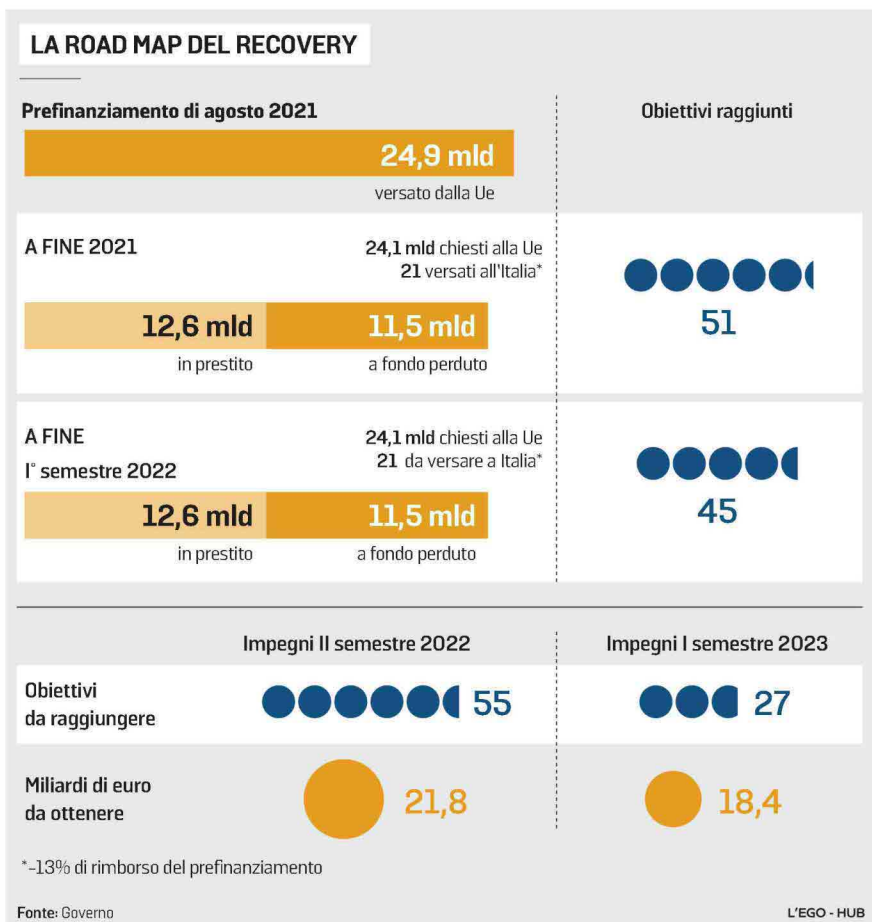 LA ROAD MAP DEL RECOVERY
Prefinanziamento di agosto 2021
Obiettivi raggiunti
24,9 mld
versato dalla Ue
A FINE 2021
24,1 mld chiesti alla Ue
21 versati all'Italia*
12,6 mld
11,5 mld
in prestito
a fondo perduto
51
A FINE
I° semestre 2022
24,1 mld chiesti alla Ue
21 da versare a Italia*
12,6 mld
11,5 mld
in prestito
a fondo perduto
45
Impegni II semestre 2022
Impegni I semestre 2023
Obiettivi
da raggiungere
55
27
Miliardi di euro
da ottenere
21,8
18,4
*-13% di rimborso del prefinanziamento
Fonte: Governo
L'EGO - HUB